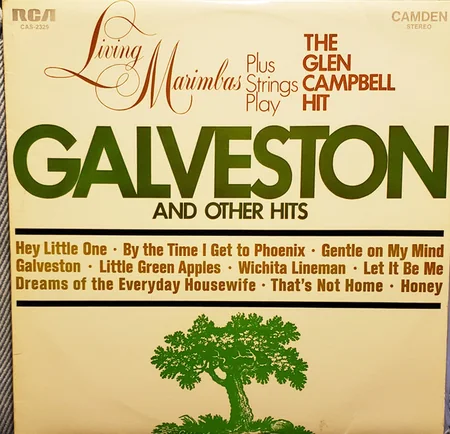 RCA
CAS-2329
CAMDEN
STEREO
Living Marimbas
Plus Strings Play
THE GLEN CAMPBELL HIT
GALVESTON
AND OTHER HITS
Hey Little One · By the Time I Get to Phoenix · Gentle on My Mind
Galveston · Little Green Apples · Wichita Lineman · Let It Be Me
Dreams of the Everyday Housewife · That's Not Home · Honey